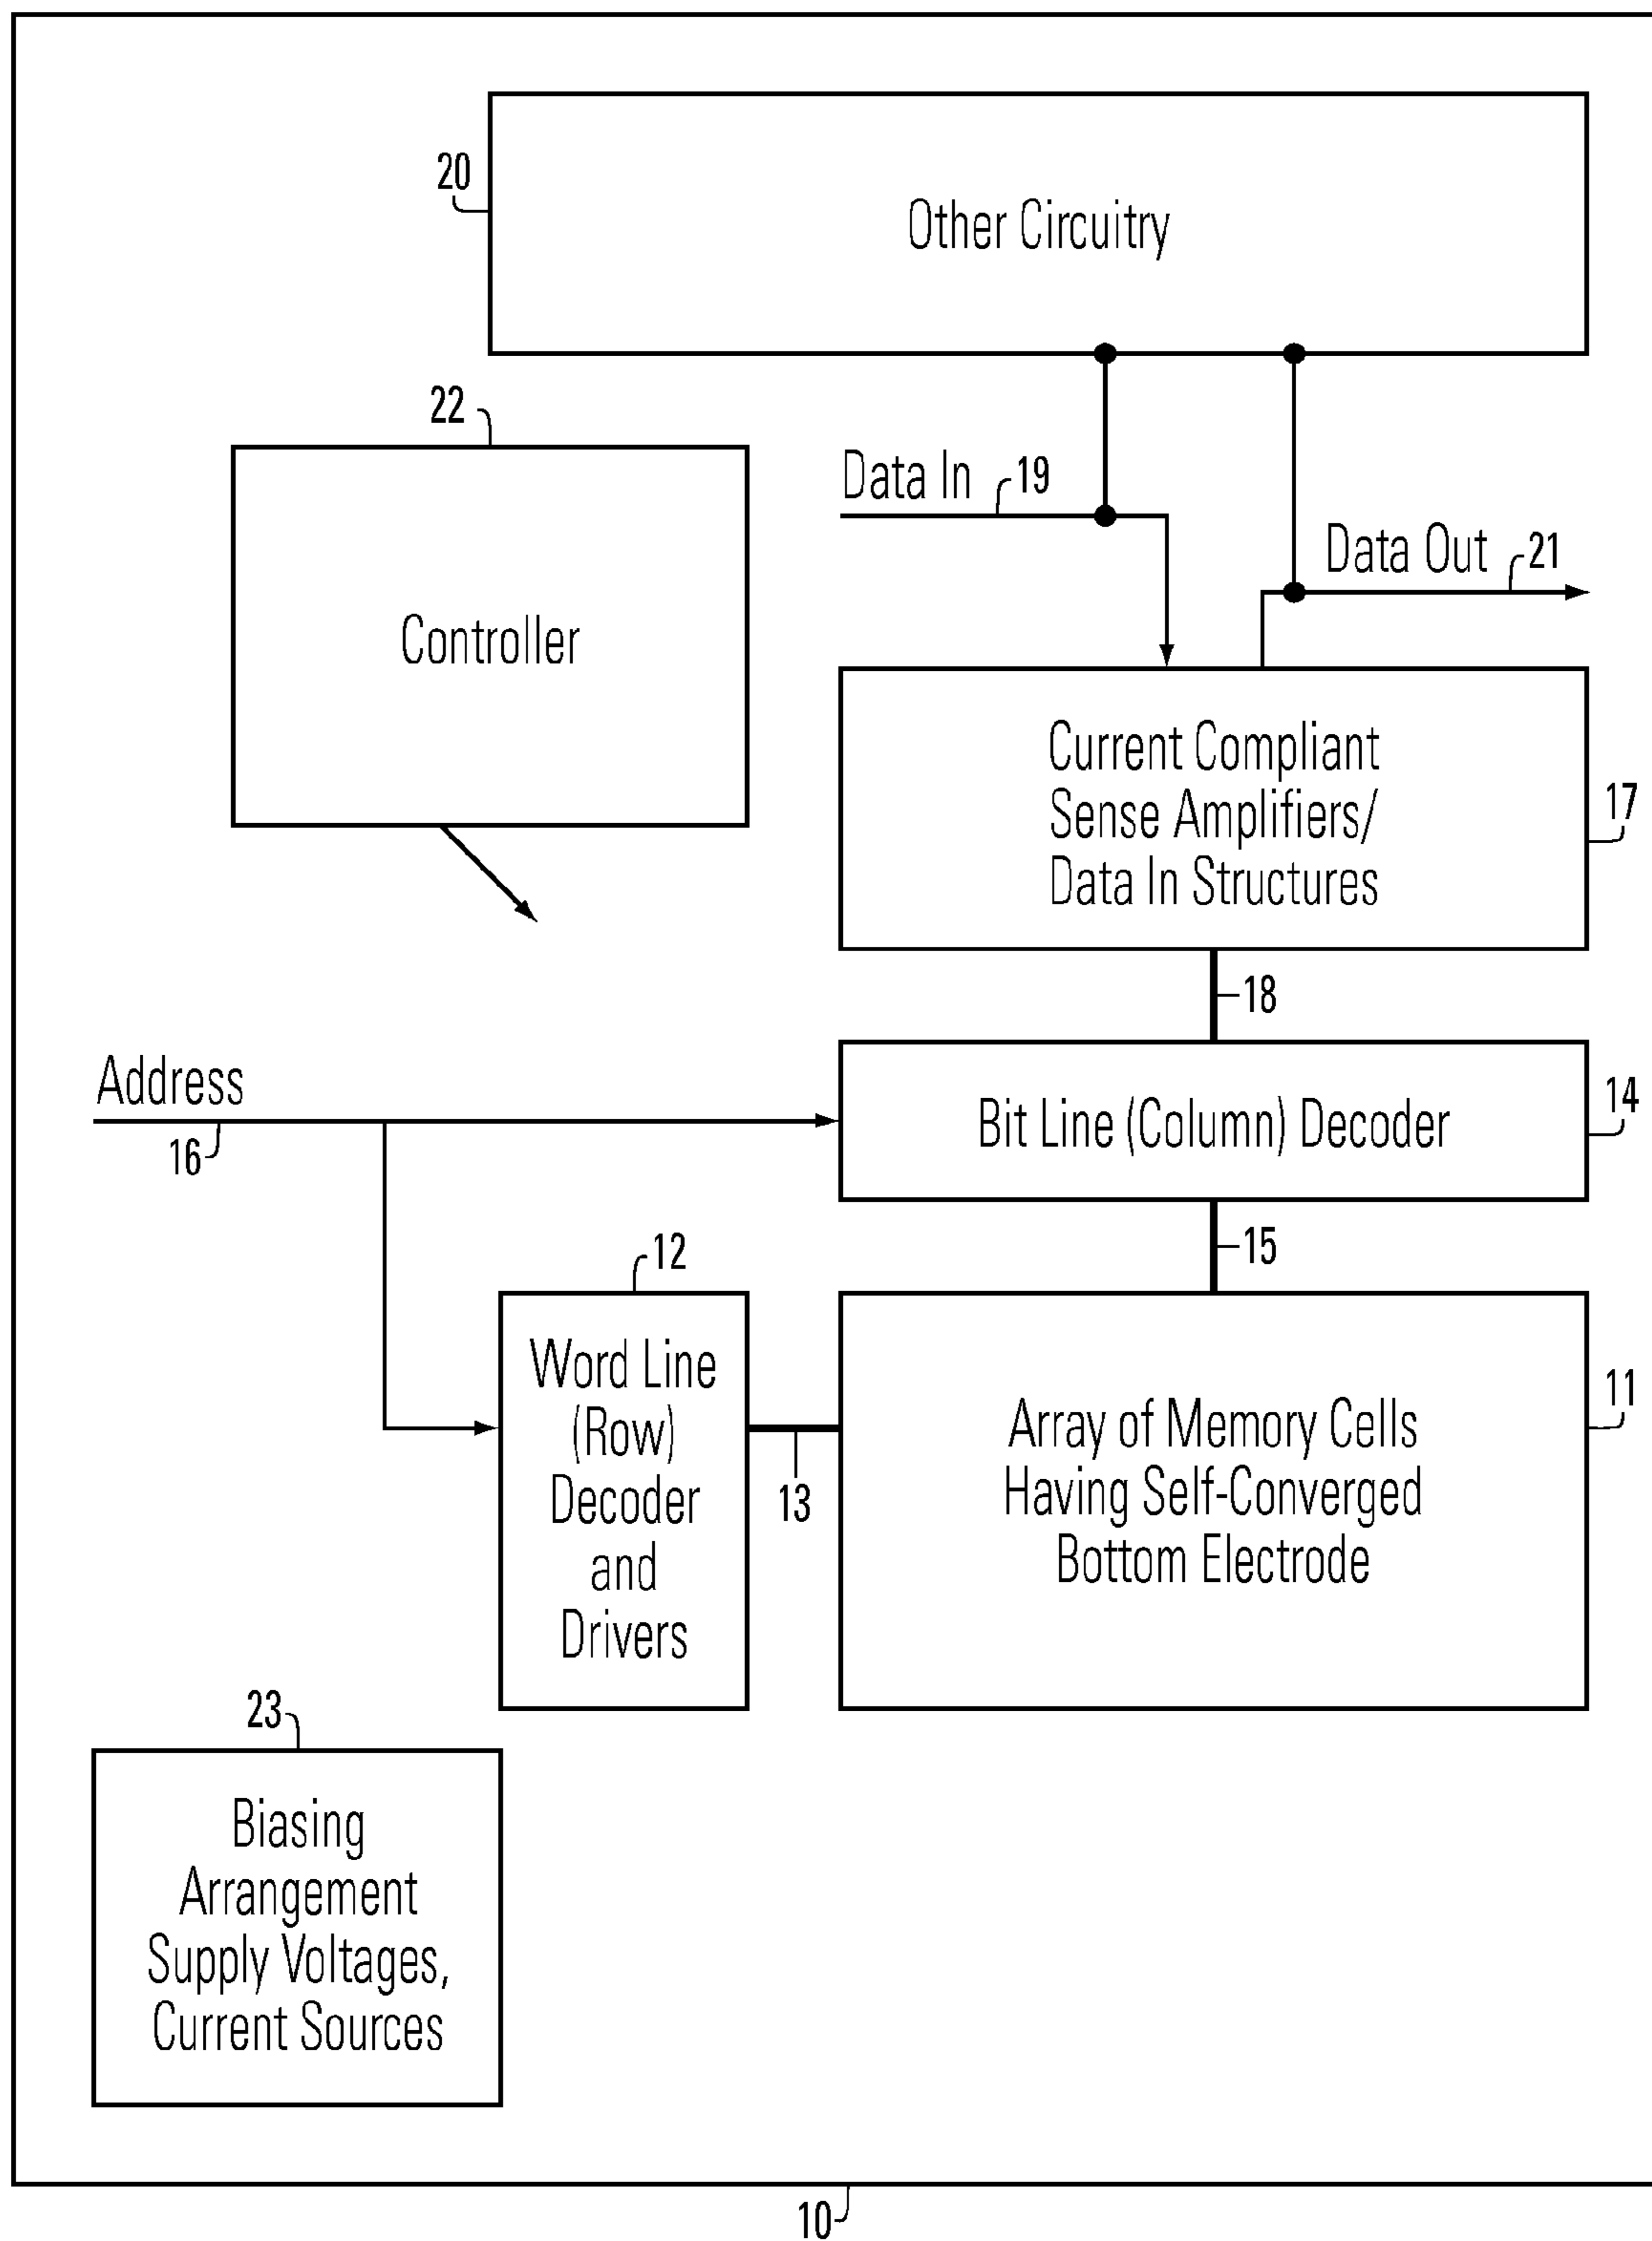 20
Other Circuitry
22
Controller
Data In
19
Data Out
21
Current Compliant
Sense Amplifiers/
Data In Structures
17
18
Address
16
Bit Line (Column) Decoder
14
15
12
Word Line
(Row)
Decoder
and
Drivers
13
Array of Memory Cells
Having Self-Converged
Bottom Electrode
11
23
Biasing
Arrangement
Supply Voltages,
Current Sources
10